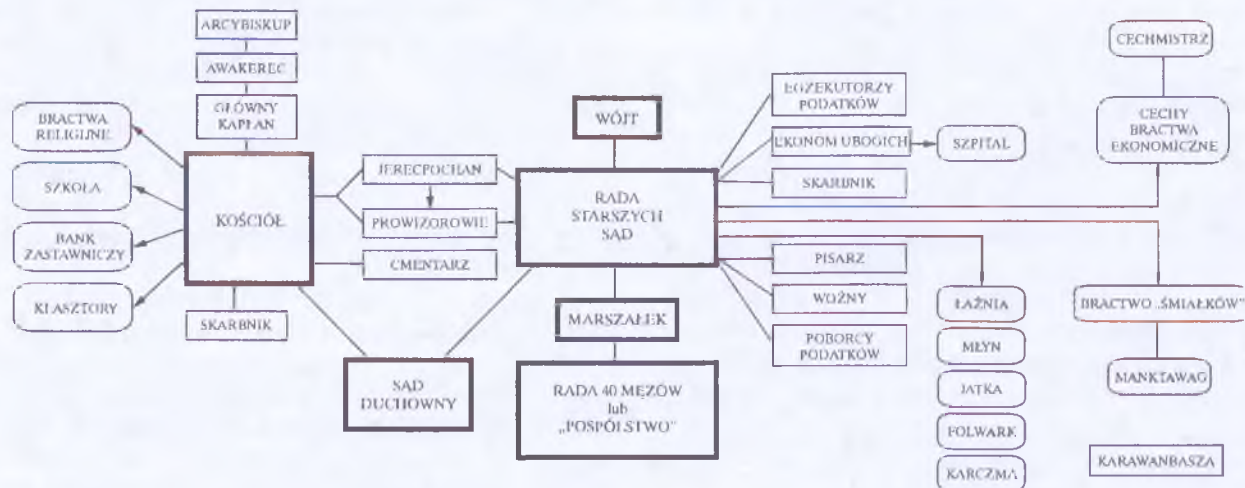 ARCYBISKUP
AWAKEREC
GŁÓWNY
KAPŁAN
BRACTWA
RELIGIJNE
SZKOŁA
BANK
ZASTAWNICZY
KLASZTORY
KOŚCIÓŁ
SKARBNIK
JERECPOCHAN
PROWIZOROWIE
CMENTARZ
SĄD
DUCHOWNY
WÓJT
RADA
STARSZYCH
SĄD
MARSZAŁEK
RADA 40 MĘŻÓW
lub
„POSPÓLSTWO”
EGZEKUTORZY
PODATKÓW
EKONOM UBOGICH
SZPITAL
SKARBNIK
PISARZ
WOŹNY
POBORCY
PODATKÓW
ŁAŹNIA
MŁYN
JATKA
FOLWARK
KARCZMA
CECHMISTRZ
CECHY
BRACTWA
EKONOMICZNE
BRACTWO „ŚMIAŁKÓW”
MANKTAWAG
KARAWANBASZA